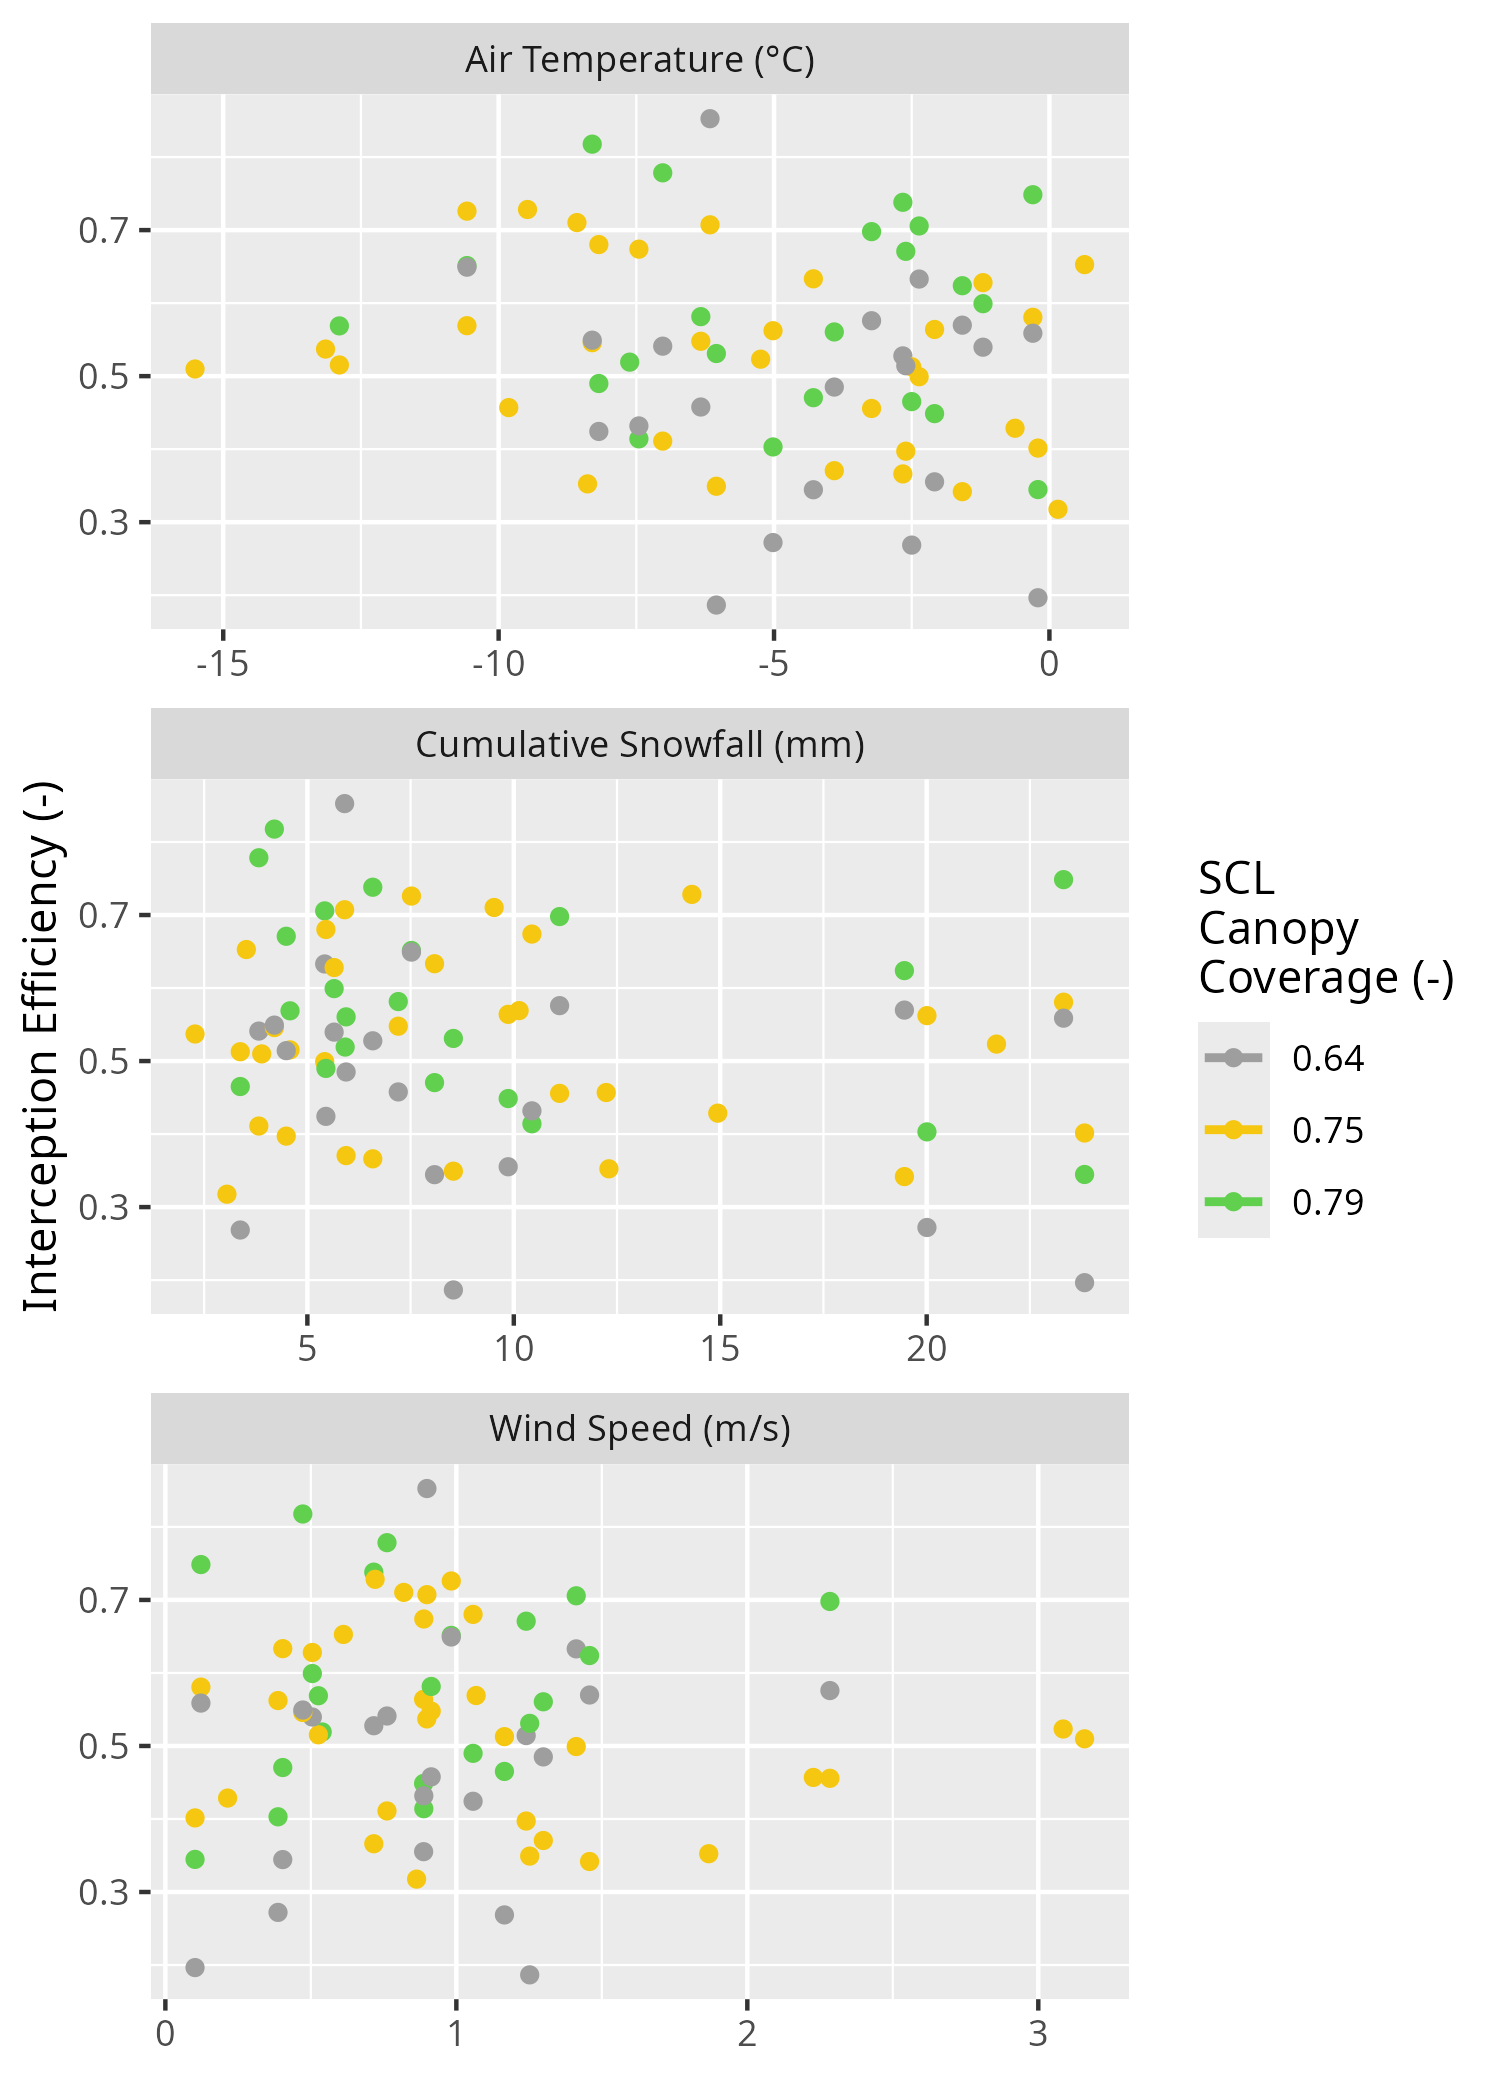 Air Temperature (°C)
0.7
0.5
0.3
-15 -10 -5 0
Cumulative Snowfall (mm)
0.7
0.5
0.3
5 10 15 20
Wind Speed (m/s)
0.7
0.5
0.3
0 1 2 3
Interception Efficiency (-)
SCL
Canopy
Coverage (-)
0.64
0.75
0.79